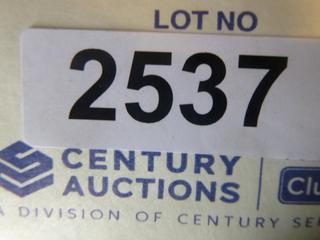 LOT NO
2537
CENTURY
AUCTIONS
A DIVISION OF CENTURY